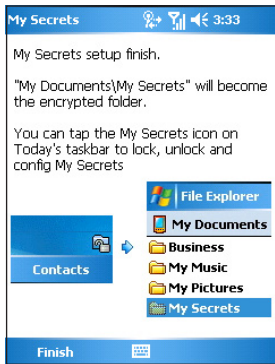 My Secrets 3:33
My Secrets setup finish.
"My Documents\My Secrets" will become
the encrypted folder.
You can tap the My Secrets icon on
Today's taskbar to lock, unlock and
config My Secrets
File Explorer
My Documents
Business
My Music
My Pictures
My Secrets
Contacts
Finish